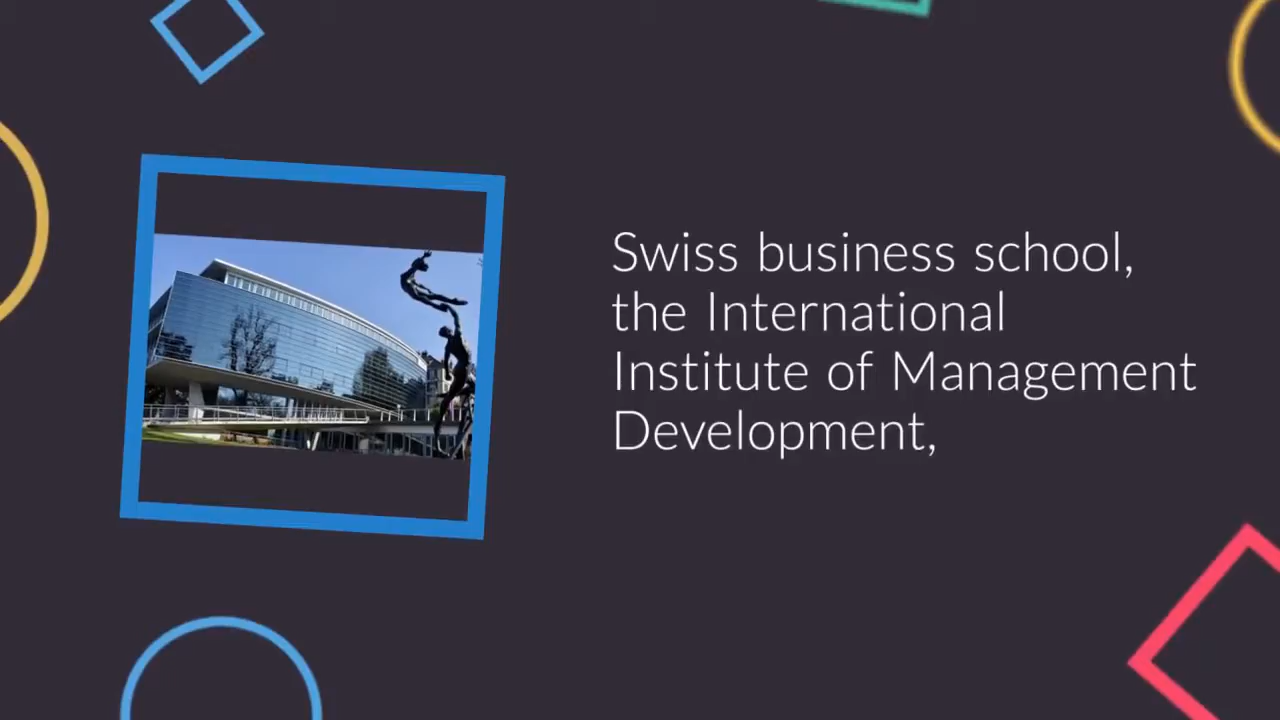 Swiss business school,
the International
Institute of Management
Development,